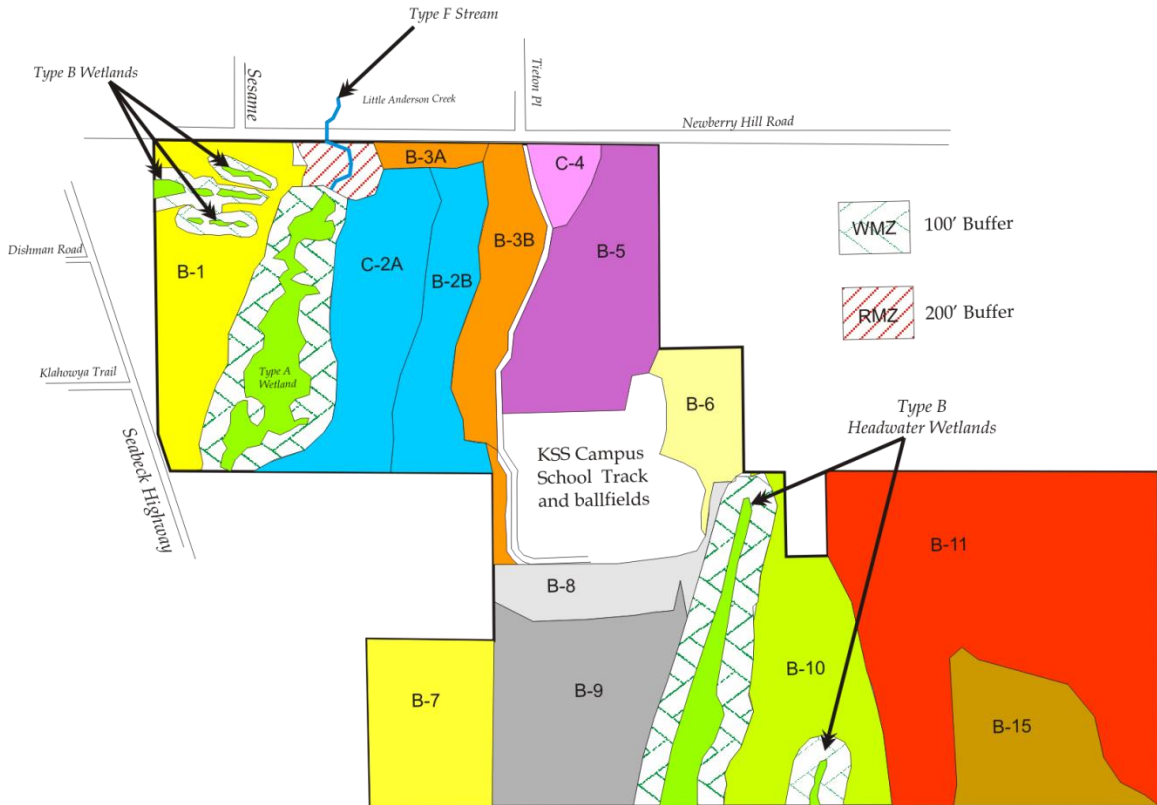 Type F Stream
Type B Wetlands
Sesame
Little Anderson Creek
Tieton Pl
Newberry Hill Road
B-3A
C-4
WMZ
100' Buffer
Dishman Road
B-1
C-2A
B-2B
B-3B
B-5
RMZ
200' Buffer
Klahowya Trail
Type A
Wetland
B-6
Type B
Headwater Wetlands
Seabeck Highway
KSS Campus
School Track
and ballfields
B-11
B-8
B-10
B-7
B-9
B-15